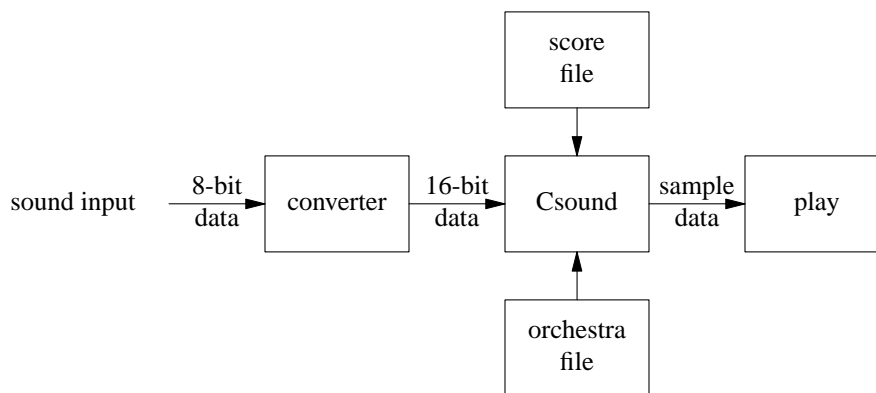 score
file
sound input
8-bit
data
converter
16-bit
data
Csound
sample
data
play
orchestra
file